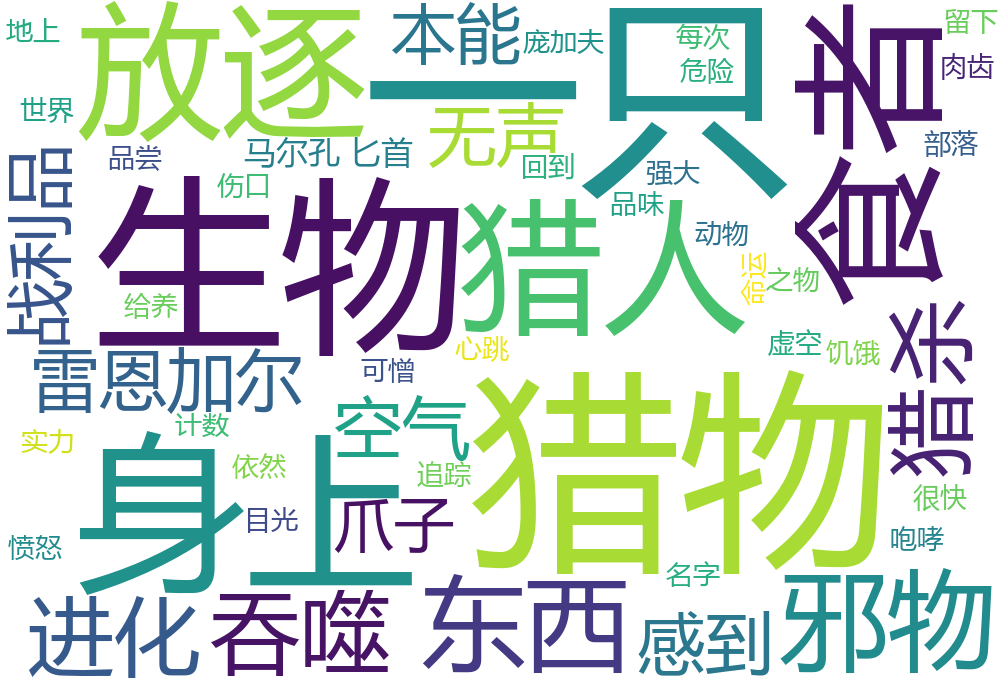 地上
放逐
本能
庞加夫
一只
每次
危险
食者
留下
肉齿
世界
品尝
马尔孔 匕首
无声
回到
强大
部落
战利品
伤口
品味
动物
生物
猎人
命运
之物
给养
心跳
虚空
饥饿
雷恩加尔
可憎
猎杀
实力
计数
空气
猎物
身上
依然
追踪
很快
愤怒
目光
爪子
咆哮
名字
进化
吞噬
东西
感到
邪物